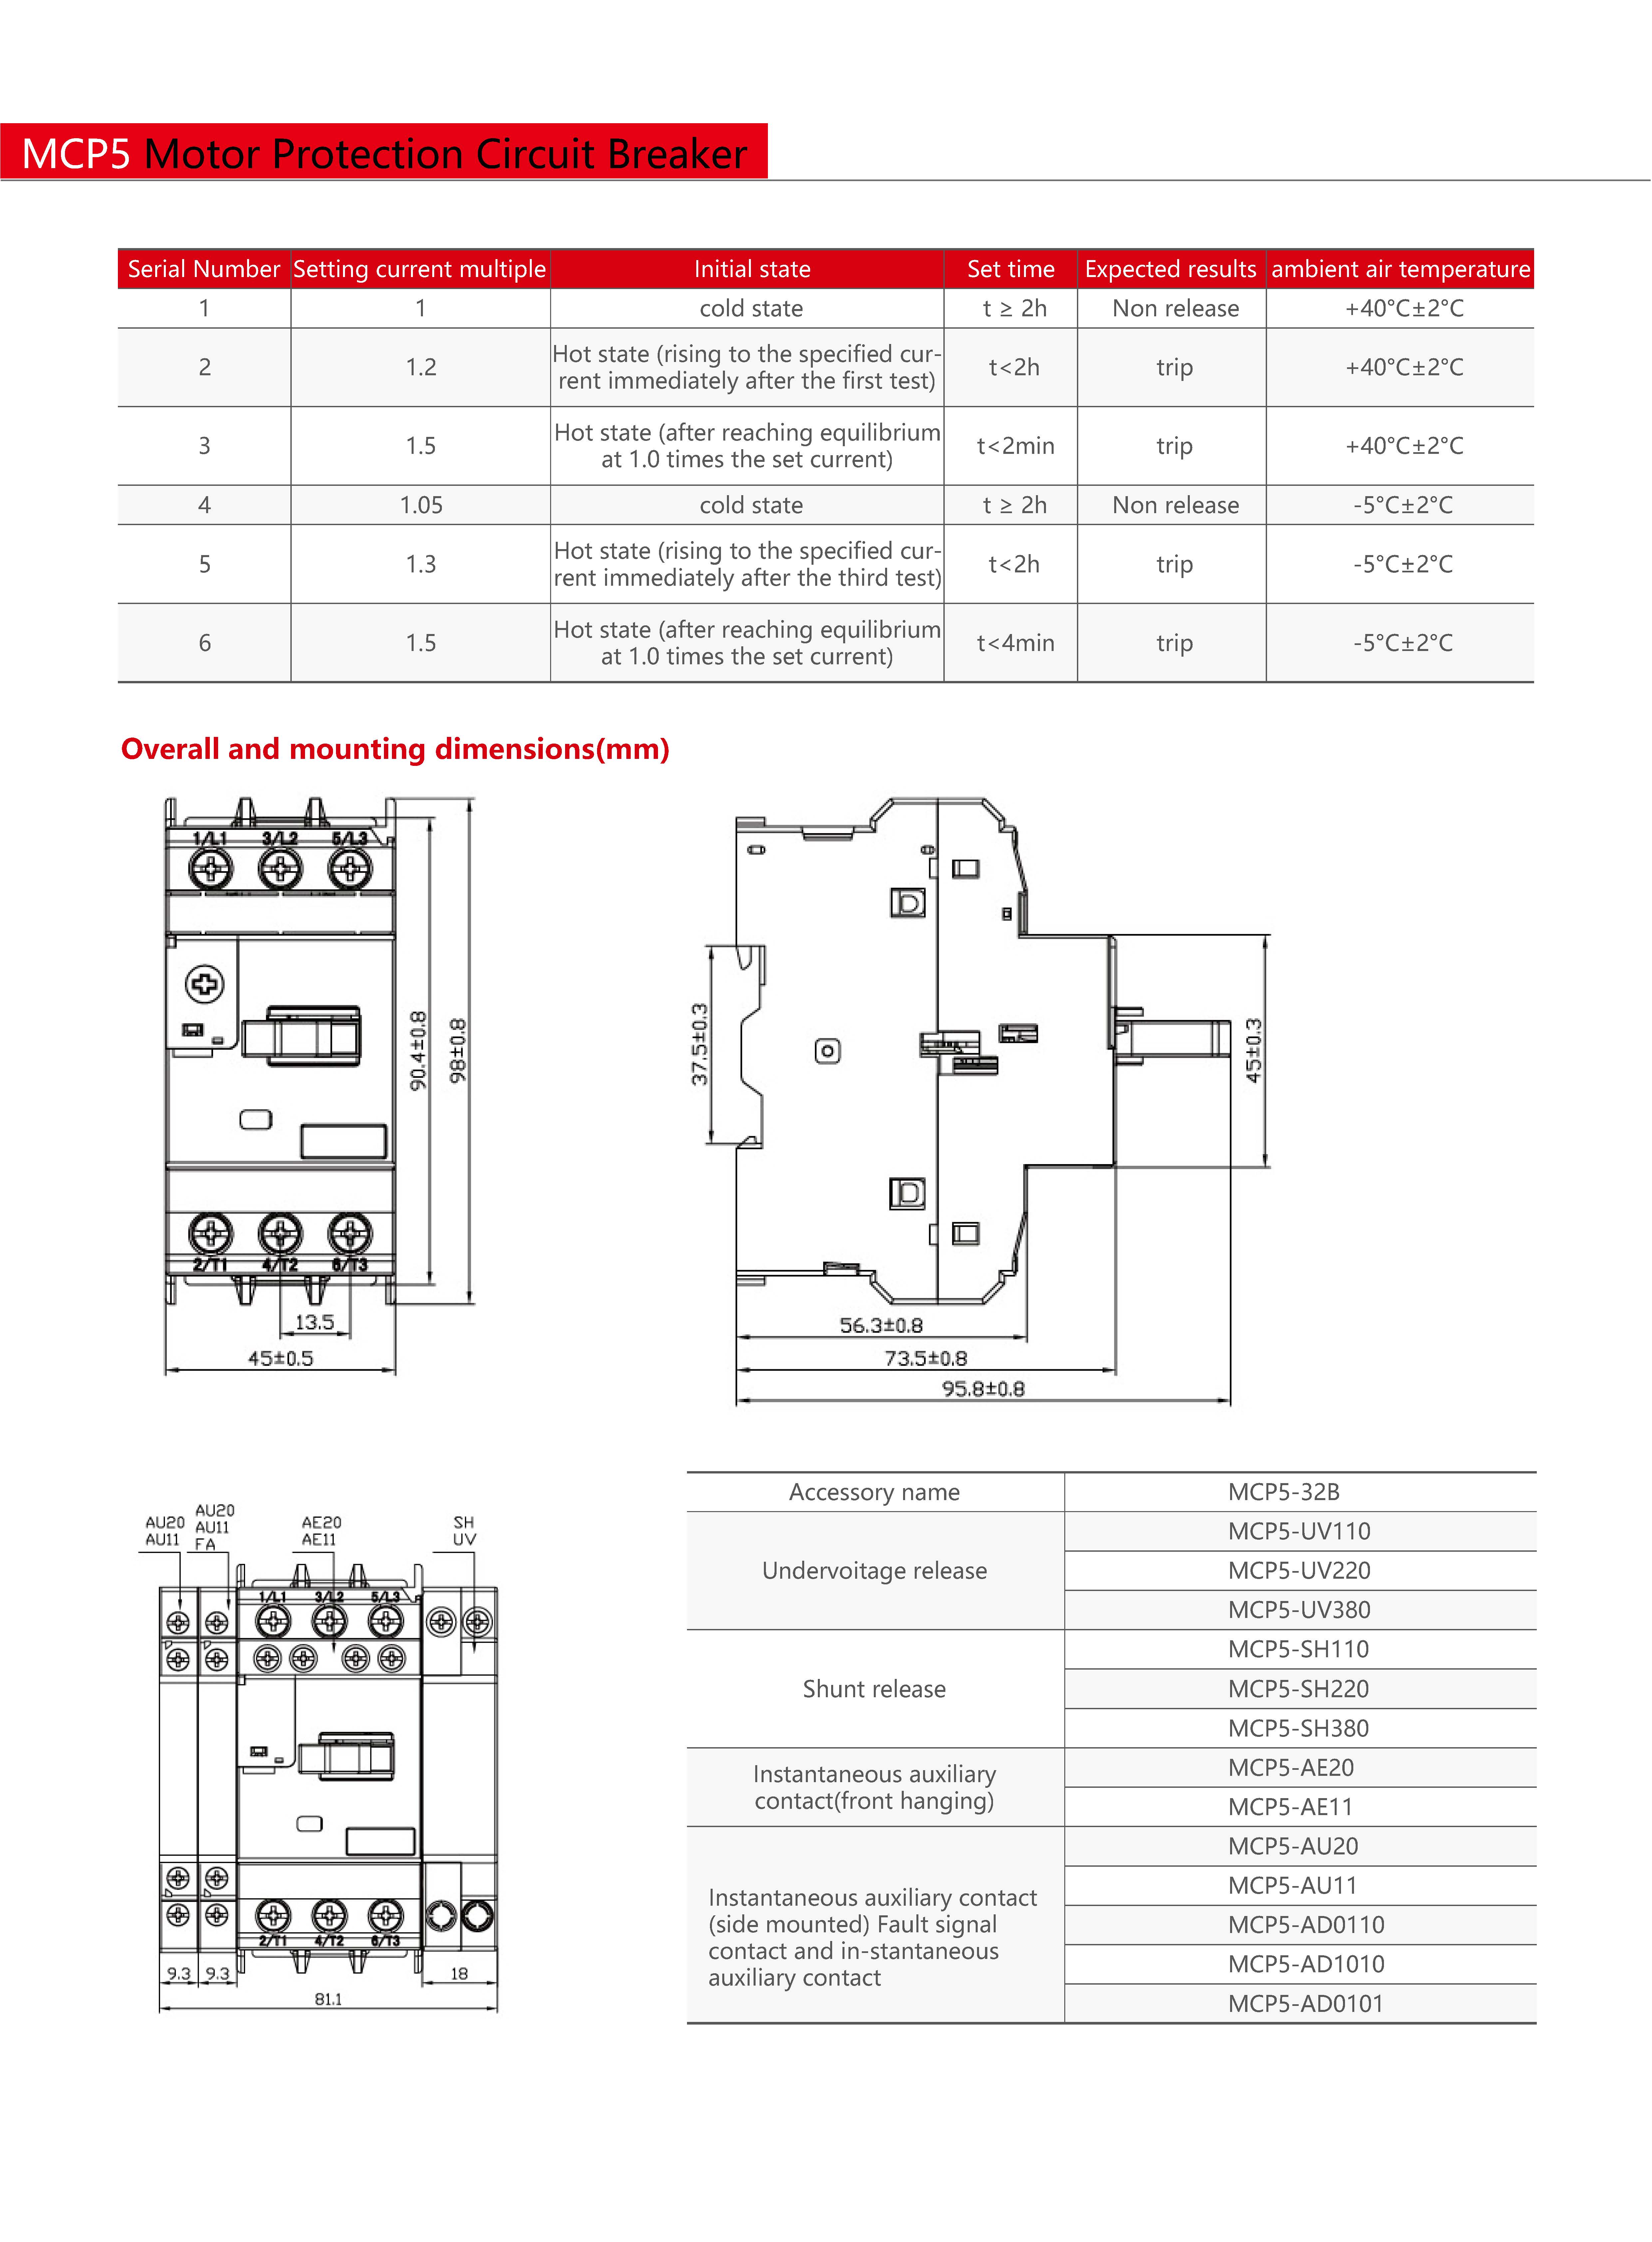 MCP5 Motor Protection Circuit Breaker
Serial Number Setting current multiple Initial state Set time Expected results ambient air temperature
1 1 cold state t ≥ 2h Non release +40°C±2°C
2 1.2 Hot state (rising to the specified cur-
rent immediately after the first test) t<2h trip +40°C±2°C
3 1.5 Hot state (after reaching equilibrium
at 1.0 times the set current) t<2min trip +40°C±2°C
4 1.05 cold state t ≥ 2h Non release -5°C±2°C
5 1.3 Hot state (rising to the specified cur-
rent immediately after the third test) t<2h trip -5°C±2°C
6 1.5 Hot state (after reaching equilibrium
at 1.0 times the set current) t<4min trip -5°C±2°C
Overall and mounting dimensions(mm)
1/L1 3/L2 5/L3
90.4±0.8
98±0.8
2/T1 4/T2 6/T3
13.5
45±0.5
37.5±0.3
45±0.3
56.3±0.8
73.5±0.8
95.8±0.8
AU20
AU11
AU20
AU11
FA
AE20
AE11
SH
UV
1/L1 3/L2 5/L3
2/T1 4/T2 6/T3
9.3 9.3 18
81.1
Accessory name MCP5-32B
Undervoitage release
MCP5-UV110
MCP5-UV220
MCP5-UV380
Shunt release
MCP5-SH110
MCP5-SH220
MCP5-SH380
Instantaneous auxiliary
contact(front hanging)
MCP5-AE20
MCP5-AE11
Instantaneous auxiliary contact
(side mounted) Fault signal
contact and in-stantaneous
auxiliary contact
MCP5-AU20
MCP5-AU11
MCP5-AD0110
MCP5-AD1010
MCP5-AD0101